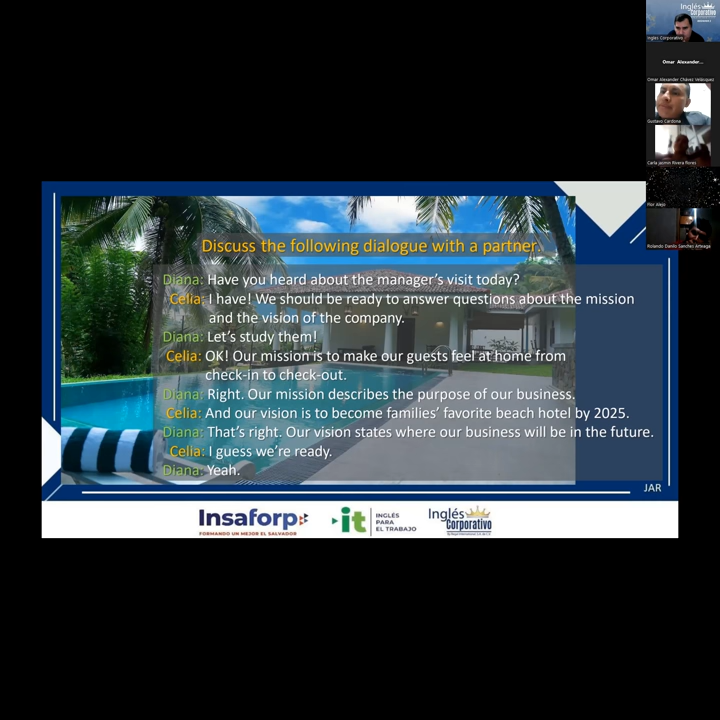 Discuss the following dialogue with a partner.
Diana: Have you heard about the manager's visit today?
Celia: I have! We should be ready to answer questions about the mission
and the vision of the company.
Diana: Let's study them!
Celia: OK! Our mission is to make our guests feel at home from
check-in to check-out.
Diana: Right. Our mission describes the purpose of our business.
Celia: And our vision is to become families' favorite beach hotel by 2025.
Diana: That's right. Our vision states where our business will be in the future.
Celia: I guess we're ready.
Diana: Yeah.
JAR
Insaforp
FORMANDO UN MEJOR EL SALVADOR
it
INGLÉS
PARA
EL TRABAJO
Inglés
Corporativo
Inglés
Corporativo
Ingles Corporativo
Omar Alexander...
Omar Alexander Chávez Velásquez
Gustavo Cardona
Carla Jasmin Rivera flores
Flor Alejo
Rolando Danilo Sanches Arteaga